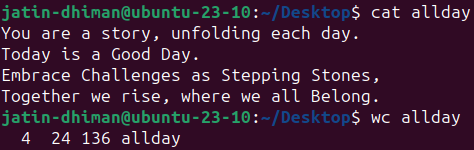 jatin-dhiman@ubuntu-23-10:~/Desktop$ cat allday
You are a story, unfolding each day.
Today is a Good Day.
Embrace Challenges as Stepping Stones,
Together we rise, where we all Belong.
jatin-dhiman@ubuntu-23-10:~/Desktop$ wc allday
  4  24 136 allday